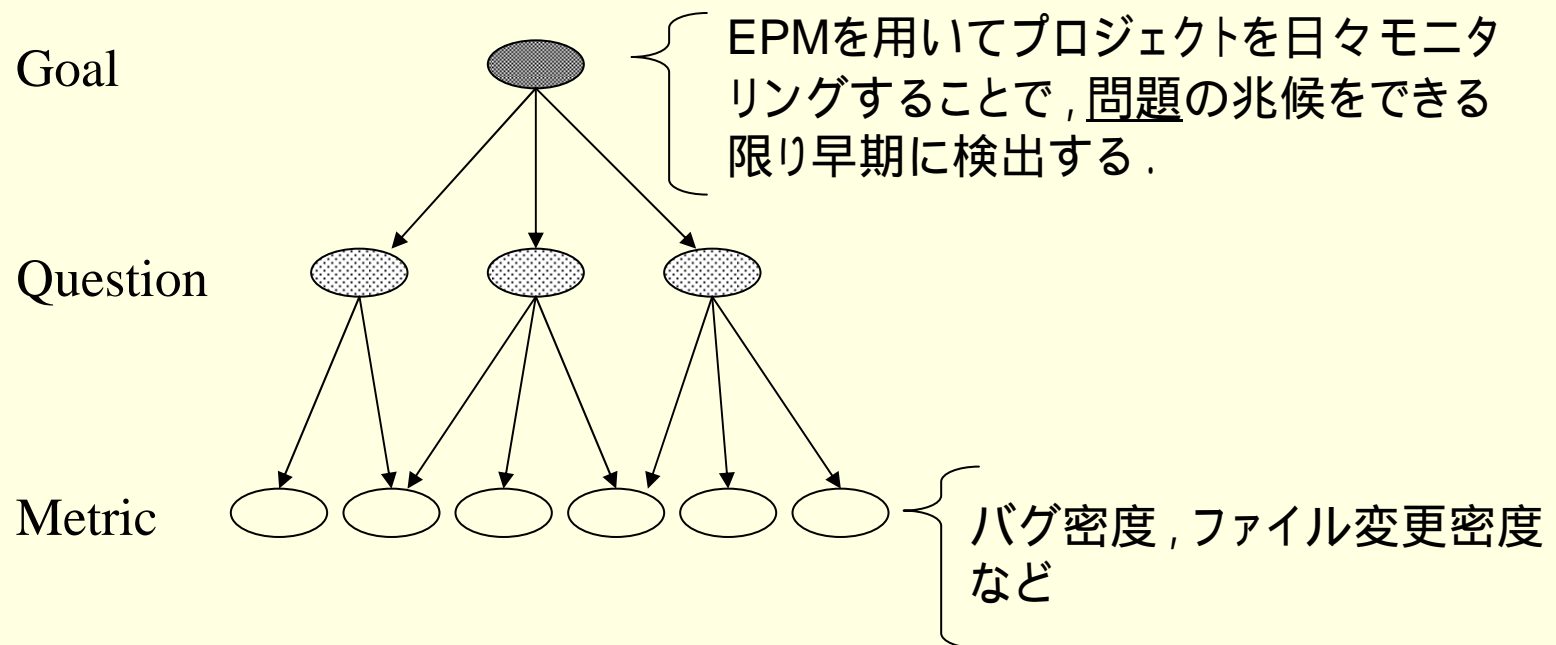 Goal
EPMを用いてプロジェクトを日々モニタ
リングすることで , 問題の兆候をできる
限り早期に検出する .
Question
Metric
バグ密度 , ファイル変更密度
など